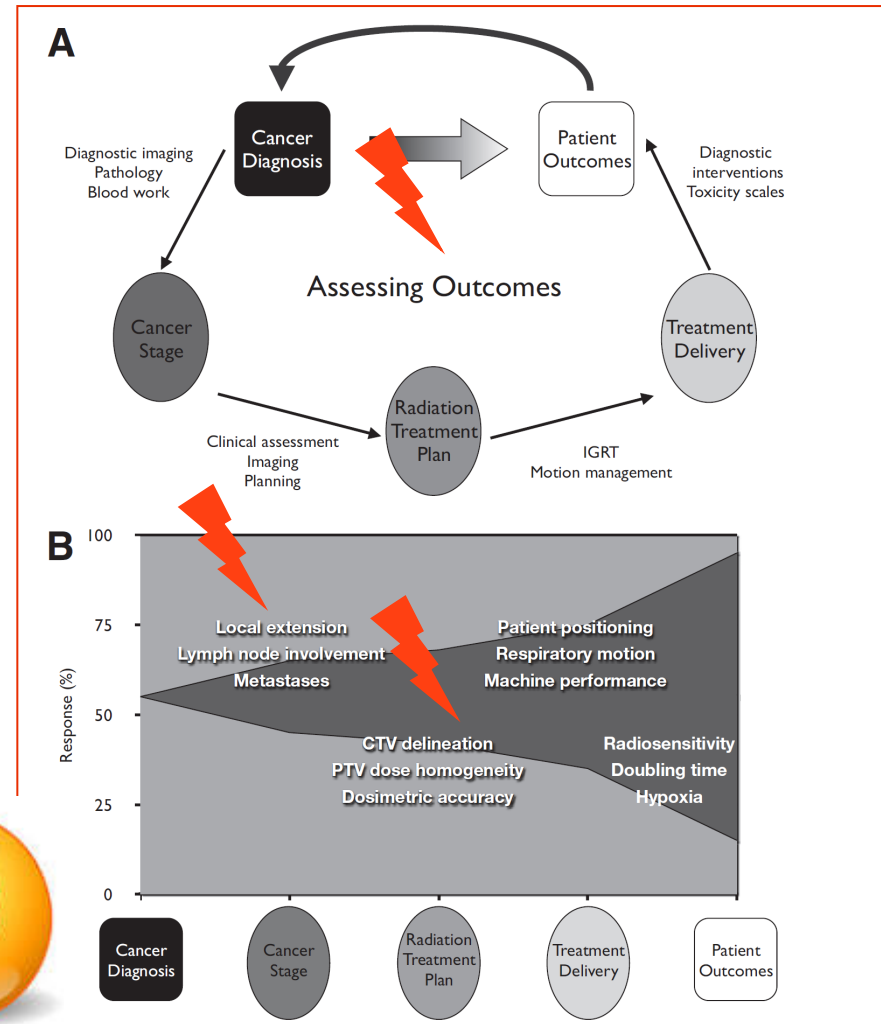 A
Cancer
Diagnosis
Patient
Outcomes
Diagnostic imaging
Pathology
Blood work
Diagnostic
interventions
Toxicity scales
Assessing Outcomes
Cancer
Stage
Treatment
Delivery
Radiation
Treatment
Plan
Clinical assessment
Imaging
Planning
IGRT
Motion management
B
100
75
50
25
0
Response (%)
Local extension
Lymph node involvement
Metastases
Patient positioning
Respiratory motion
Machine performance
CTV delineation
PTV dose homogeneity
Dosimetric accuracy
Radiosensitivity
Doubling time
Hypoxia
Cancer
Diagnosis
Cancer
Stage
Radiation
Treatment
Plan
Treatment
Delivery
Patient
Outcomes